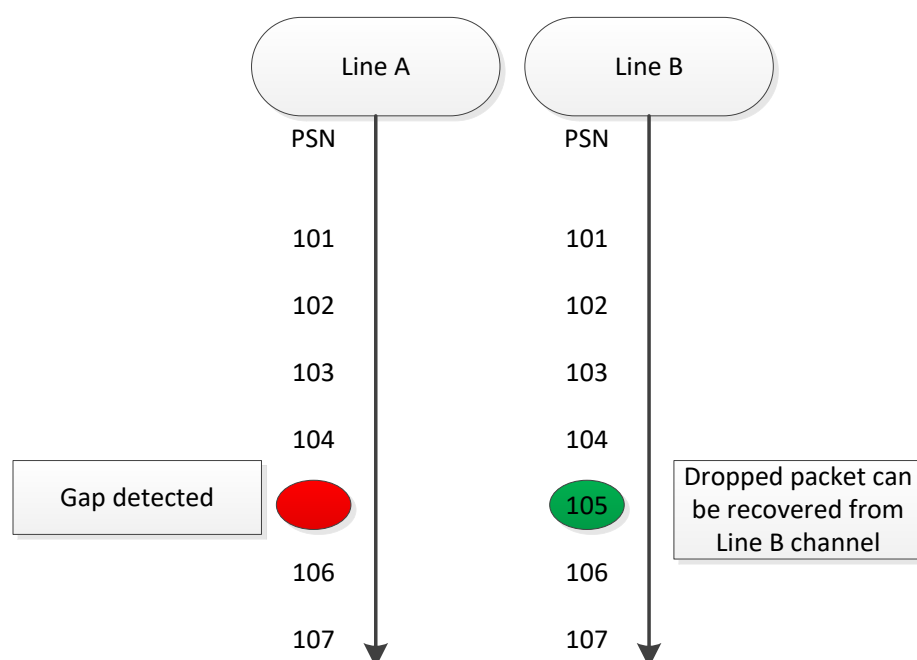 Line A
Line B
PSN
PSN
101
101
102
102
103
103
104
104
Gap detected
105
Dropped packet can
be recovered from
Line B channel
106
106
107
107